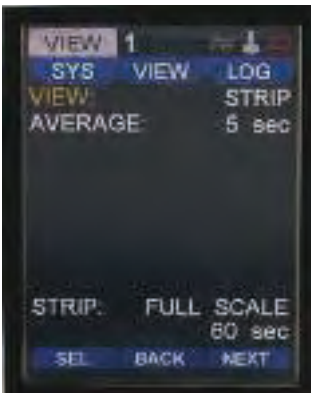 VIEW 1
SYS VIEW LOG
VIEW: STRIP
AVERAGE: 5 sec
STRIP: FULL SCALE
60 sec
SEL BACK NEXT